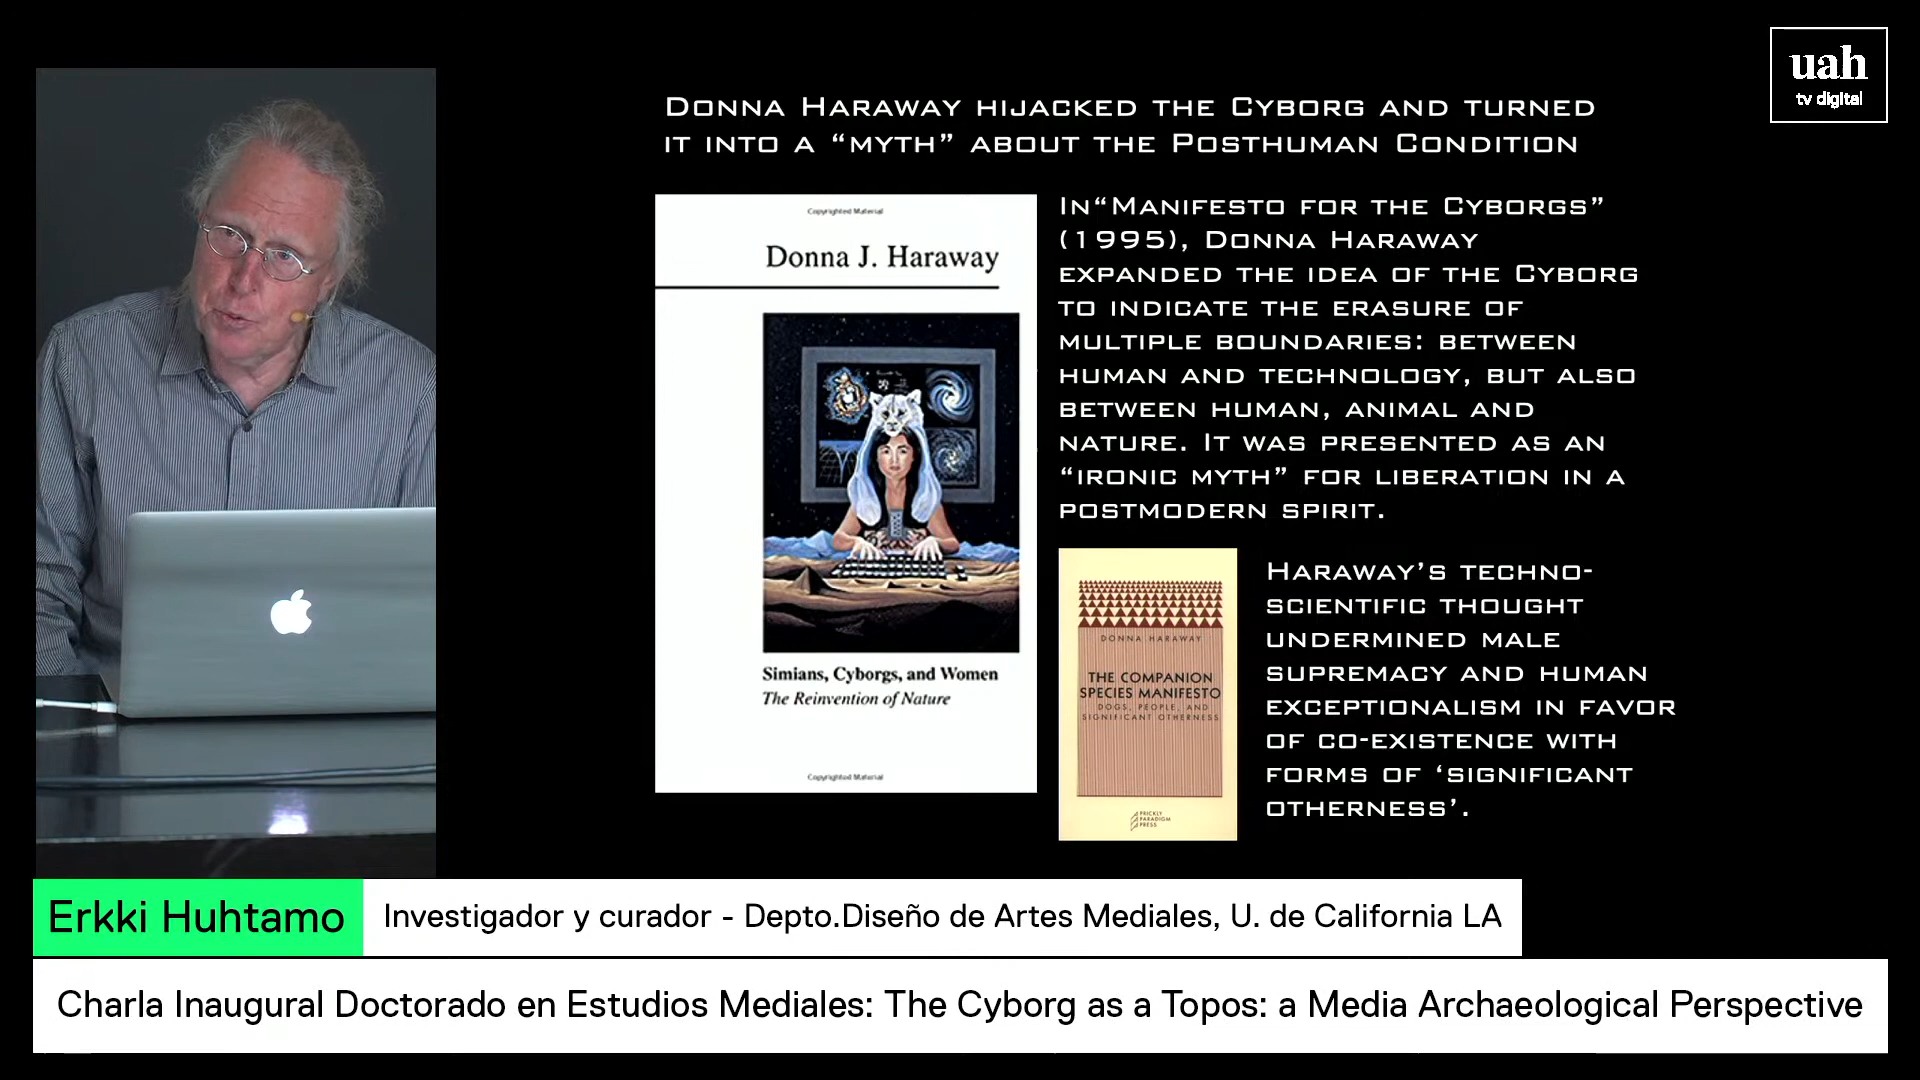 uah
tv digital
Donna Haraway hijacked the Cyborg and turned
it into a “myth” about the Posthuman Condition
Copyrighted Material
Donna J. Haraway
Simians, Cyborgs, and Women
The Reinvention of Nature
Copyrighted Material
In“Manifesto for the Cyborgs”
(1995), Donna Haraway
expanded the idea of the Cyborg
to indicate the erasure of
multiple boundaries: between
human and technology, but also
between human, animal and
nature. It was presented as an
“ironic myth” for liberation in a
postmodern spirit.
DONNA HARAWAY
THE COMPANION
SPECIES MANIFESTO
DOGS, PEOPLE, AND
SIGNIFICANT OTHERNESS
PRICKLY
PARADIGM
PRESS
Haraway’s techno-
scientific thought
undermined male
supremacy and human
exceptionalism in favor
of co-existence with
forms of ‘significant
otherness’.
Erkki Huhtamo
Investigador y curador - Depto.Diseño de Artes Mediales, U. de California LA
Charla Inaugural Doctorado en Estudios Mediales: The Cyborg as a Topos: a Media Archaeological Perspective